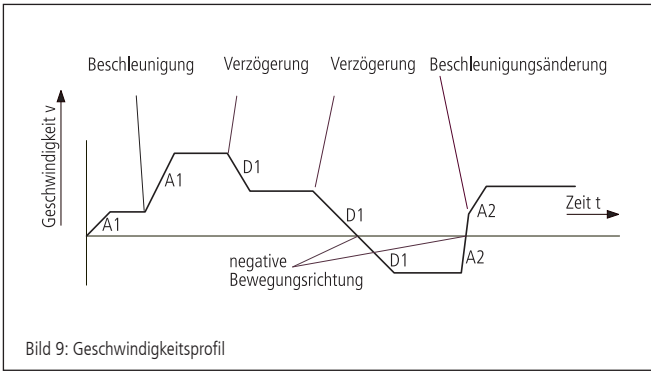 Beschleunigung
Verzögerung
Verzögerung
Beschleunigungsänderung
Geschwindigkeit v
A1
A1
D1
D1
D1
A2
A2
Zeit t
negative
Bewegungsrichtung
Bild 9: Geschwindigkeitsprofil